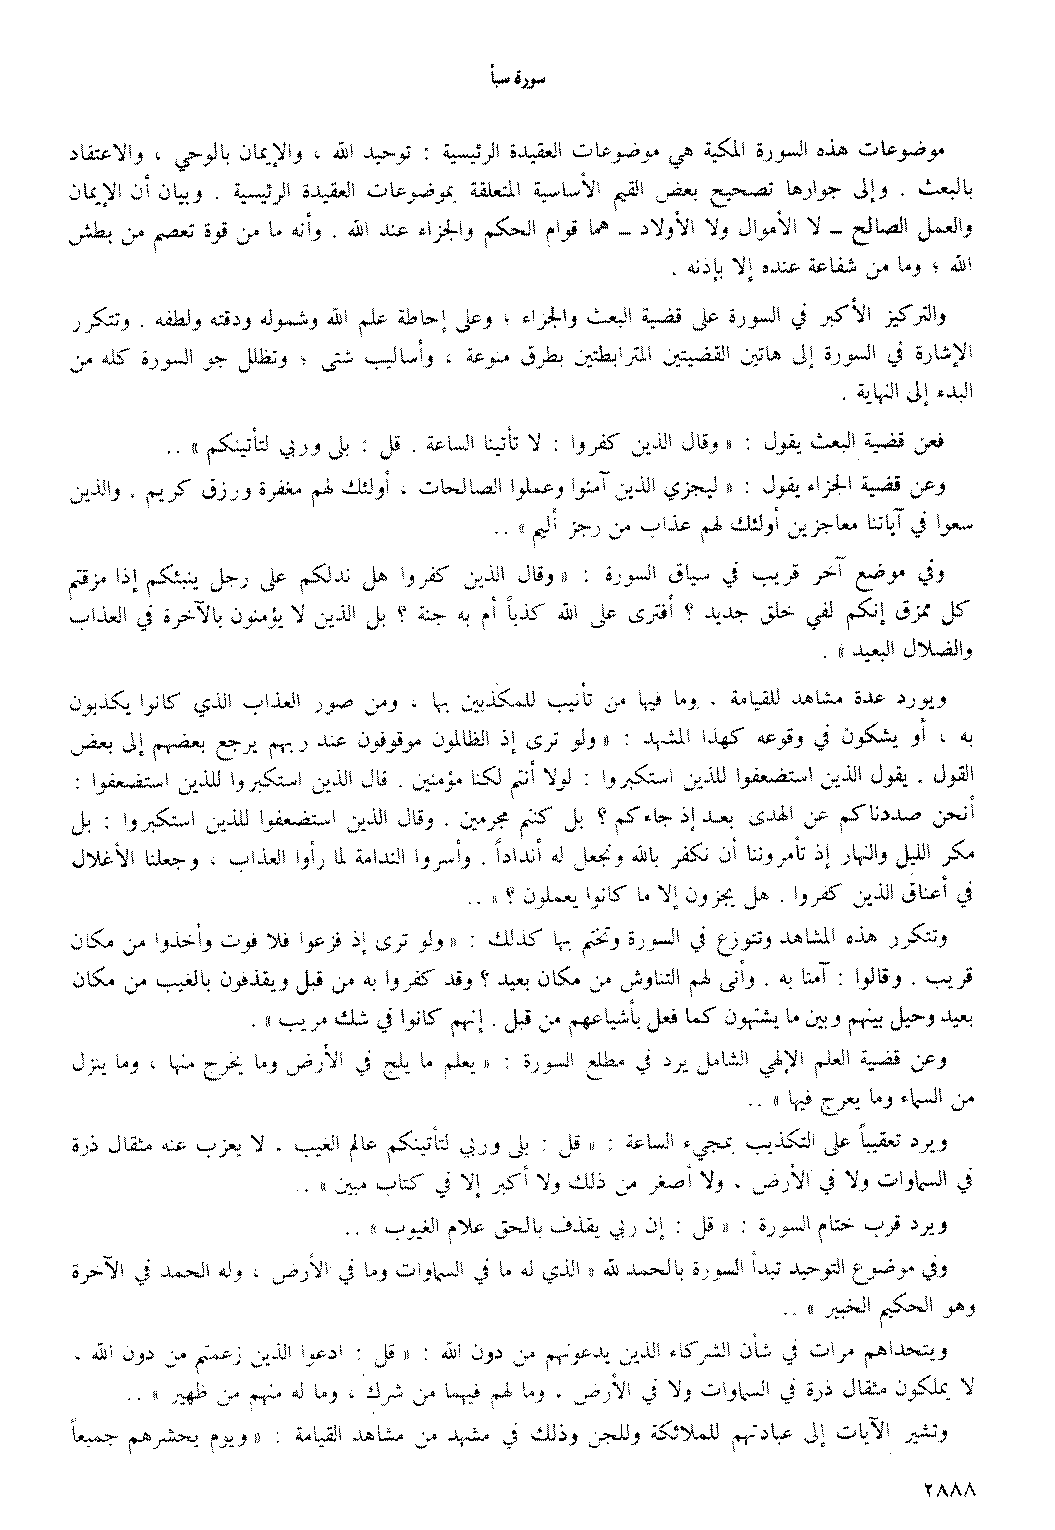 سورة سبأ
موضوعات هذه السورة المكية هي موضوعات العقيدة الرئيسية : توحيد الله ، والإيمان بالوحي ، والاعتقاد
بالبعث . وإلى جوارها تصحيح بعض القيم الأساسية المتعلقة بموضوعات العقيدة الرئيسية . وبيان أن الإيمان
والعمل الصالح – لا الأموال ولا الأولاد – هما قوام الحكم والجزاء عند الله . وأنه ما من قوة تعصم من بطش
الله ؛ وما من شفاعة عنده إلا بإذنه .
والتركيز الأكبر في السورة على قضية البعث والجزاء ؛ وعلى إحاطة علم الله وشموله ودقته ولطفه . وتتكرر
الإشارة في السورة إلى هاتين القضيتين المترابطتين بطرق منوعة ، وأساليب شتى ؛ وتظلل جو السورة كله من
البدء إلى النهاية .
فعن قضية البعث يقول : « وقال الذين كفروا : لا تأتينا الساعة . قل : بلى وربي لتأتينكم » ..
وعن قضية الجزاء يقول : « ليجزي الذين آمنوا وعملوا الصالحات ، أولئك لهم مغفرة ورزق كريم . والذين
سعوا في آياتنا معاجزين أولئك لهم عذاب من رجز أليم » ..
وفي موضع آخر قريب في سياق السورة : « وقال الذين كفروا هل ندلكم على رجل ينبئكم إذا مزقتم
كل ممزق إنكم لفي خلق جديد ؟ أفترى على الله كذباً أم به جنة ؟ بل الذين لا يؤمنون بالآخرة في العذاب
والضلال البعيد » .
ويورد عدة مشاهد للقيامة . وما فيها من تأنيب للمكذبين بها ، ومن صور العذاب الذي كانوا يكذبون
به ، أو يشكون في وقوعه كهذا المشهد : « ولو ترى إذ الظالمون موقوفون عند ربهم يرجع بعضهم إلى بعض
القول . يقول الذين استضعفوا للذين استكبروا : لولا أنتم لكنا مؤمنين . قال الذين استكبروا للذين استضعفوا :
أنحن صددناكم عن الهدى بعد إذ جاءكم ؟ بل كنتم مجرمين . وقال الذين استضعفوا للذين استكبروا : بل
مكر الليل والنهار إذ تأمروننا أن نكفر بالله ونجعل له أنداداً . وأسروا الندامة لما رأوا العذاب ، وجعلنا الأغلال
في أعناق الذين كفروا . هل يجزون إلا ما كانوا يعملون ؟ » ..
وتتكرر هذه المشاهد وتتوزع في السورة وتختم بها كذلك : « ولو ترى إذ فزعوا فلا فوت وأخذوا من مكان
قريب . وقالوا : آمنا به . وأنى لهم التناوش من مكان بعيد ؟ وقد كفروا به من قبل ويقذفون بالغيب من مكان
بعيد وحيل بينهم وبين ما يشتهون كما فعل بأشياعهم من قبل . إنهم كانوا في شك مريب » .
وعن قضية العلم الإلهي الشامل يرد في مطلع السورة : « يعلم ما يلج في الأرض وما يخرج منها ، وما ينزل
من السماء وما يعرج فيها » ..
ويرد تعقيباً على التكذيب بمجيء الساعة : « قل : بلى وربي لتأتينكم عالم الغيب . لا يعزب عنه مثقال ذرة
في السماوات ولا في الأرض ، ولا أصغر من ذلك ولا أكبر إلا في كتاب مبين » ..
ويرد قرب ختام السورة : « قل : إن ربي يقذف بالحق علام الغيوب » ..
وفي موضوع التوحيد تبدأ السورة بالحمد لله « الذي له ما في السماوات وما في الأرض ، وله الحمد في الآخرة
وهو الحكيم الخبير » ..
ويتحداهم مرات في شأن الشركاء الذين يدعونهم من دون الله : « قل : ادعوا الذين زعمتم من دون الله ،
لا يملكون مثقال ذرة في السماوات ولا في الأرض ، وما لهم فيهما من شرك ، وما له منهم من ظهير » ..
وتشير الآيات إلى عبادتهم للملائكة وللجن وذلك في مشهد من مشاهد القيامة : « ويوم يحشرهم جميعاً
٢٨٨٨